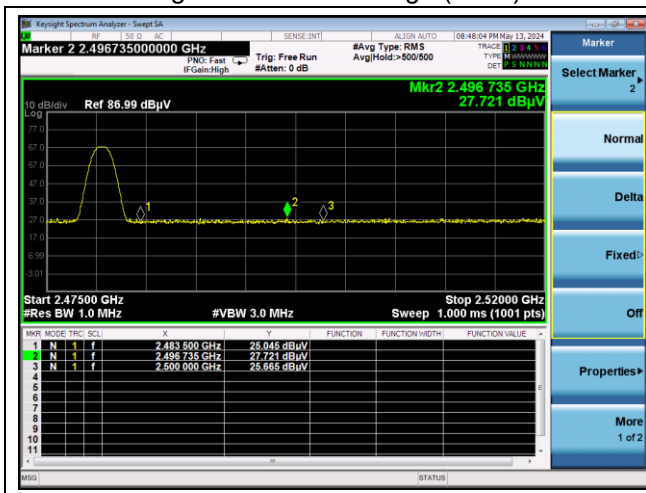 Keysight Spectrum Analyzer - Swept SA
RF 50 Ω AC SENSE:INT ALIGN AUTO 08:48:04 PM May 13, 2024
Marker 2 2.496735000000 GHz
#Avg Type: RMS
TRACE 1 2 3 4 5 6
PNO: Fast Trig: Free Run Avg|Hold:>500/500
TYPE M WWWWW
IFGain:High #Atten: 0 dB
DET P S N N N N
Mkr2 2.496 735 GHz
27.721 dBµV
10 dB/div Ref 86.99 dBµV
Log
77.0
67.0
57.0
47.0
37.0
27.0
17.0
6.99
-3.01
1
2
3
Start 2.47500 GHz Stop 2.52000 GHz
#Res BW 1.0 MHz #VBW 3.0 MHz Sweep 1.000 ms (1001 pts)
MKR MODE TRC SCL X Y FUNCTION FUNCTION WIDTH FUNCTION VALUE
1 N 1 f 2.483 500 GHz 25.045 dBµV
2 N 1 f 2.496 735 GHz 27.721 dBµV
3 N 1 f 2.500 000 GHz 25.665 dBµV
4
5
6
7
8
9
10
11
MSG STATUS
Marker
Select Marker
2
Normal
Delta
Fixed
Off
Properties
More
1 of 2